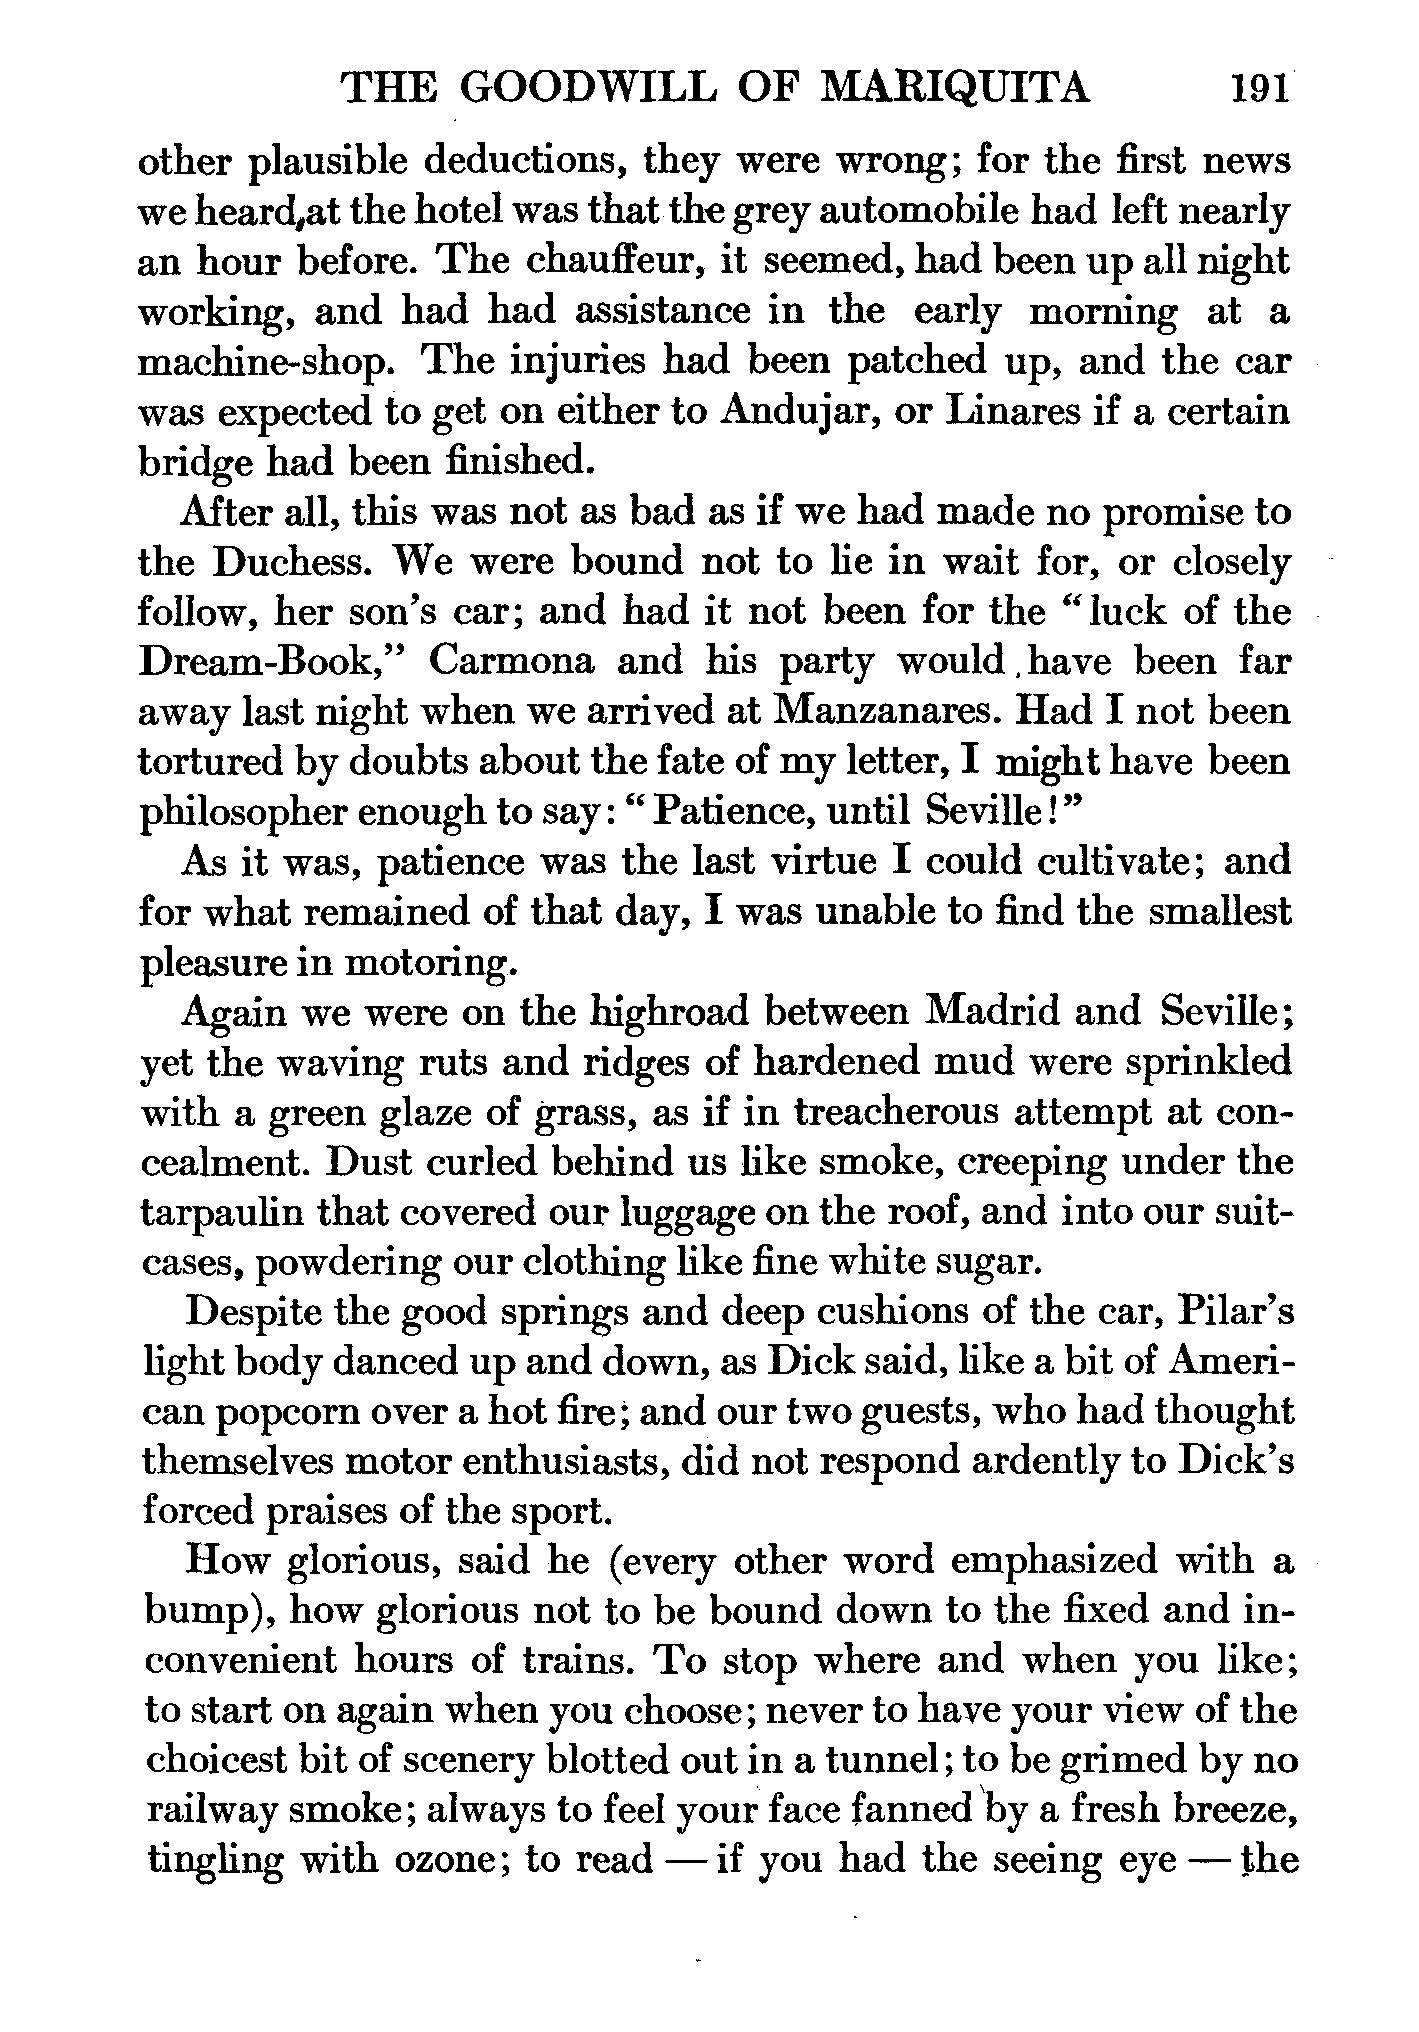 THE GOODWILL OF MARIQUITA 191
other plausible deductions, they were wrong; for the first news
we heard at the hotel was that the grey automobile had left nearly
an hour before. The chauffeur, it seemed, had been up all night
working, and had had assistance in the early morning at a
machine-shop. The injuries had been patched up, and the car
was expected to get on either to Andujar, or Linares if a certain
bridge had been finished.
After all, this was not as bad as if we had made no promise to
the Duchess. We were bound not to lie in wait for, or closely
follow, her son's car; and had it not been for the “luck of the
Dream-Book,” Carmona and his party would have been far
away last night when we arrived at Manzanares. Had I not been
tortured by doubts about the fate of my letter, I might have been
philosopher enough to say: “Patience, until Seville!”
As it was, patience was the last virtue I could cultivate; and
for what remained of that day, I was unable to find the smallest
pleasure in motoring.
Again we were on the highroad between Madrid and Seville;
yet the waving ruts and ridges of hardened mud were sprinkled
with a green glaze of grass, as if in treacherous attempt at con-
cealment. Dust curled behind us like smoke, creeping under the
tarpaulin that covered our luggage on the roof, and into our suit-
cases, powdering our clothing like fine white sugar.
Despite the good springs and deep cushions of the car, Pilar's
light body danced up and down, as Dick said, like a bit of Ameri-
can popcorn over a hot fire; and our two guests, who had thought
themselves motor enthusiasts, did not respond ardently to Dick's
forced praises of the sport.
How glorious, said he (every other word emphasized with a
bump), how glorious not to be bound down to the fixed and in-
convenient hours of trains. To stop where and when you like;
to start on again when you choose; never to have your view of the
choicest bit of scenery blotted out in a tunnel; to be grimed by no
railway smoke; always to feel your face fanned by a fresh breeze,
tingling with ozone; to read — if you had the seeing eye — the